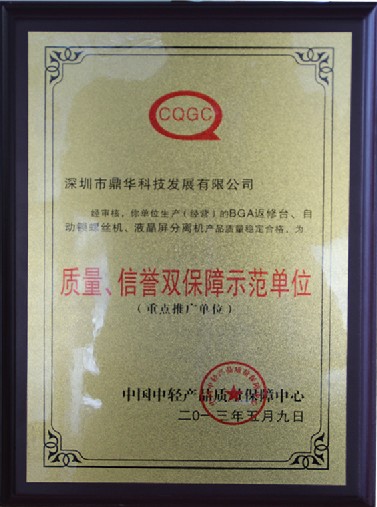 CQGC
深圳市鼎华科技发展有限公司
经审核，你单位生产（经营）的BGA返修台、自
动锁螺丝机、液晶屏分离机产品质量稳定合格，为
质量、信誉双保障示范单位
（重点推广单位）
中国中轻产品质量保障中心
二〇一三年五月九日